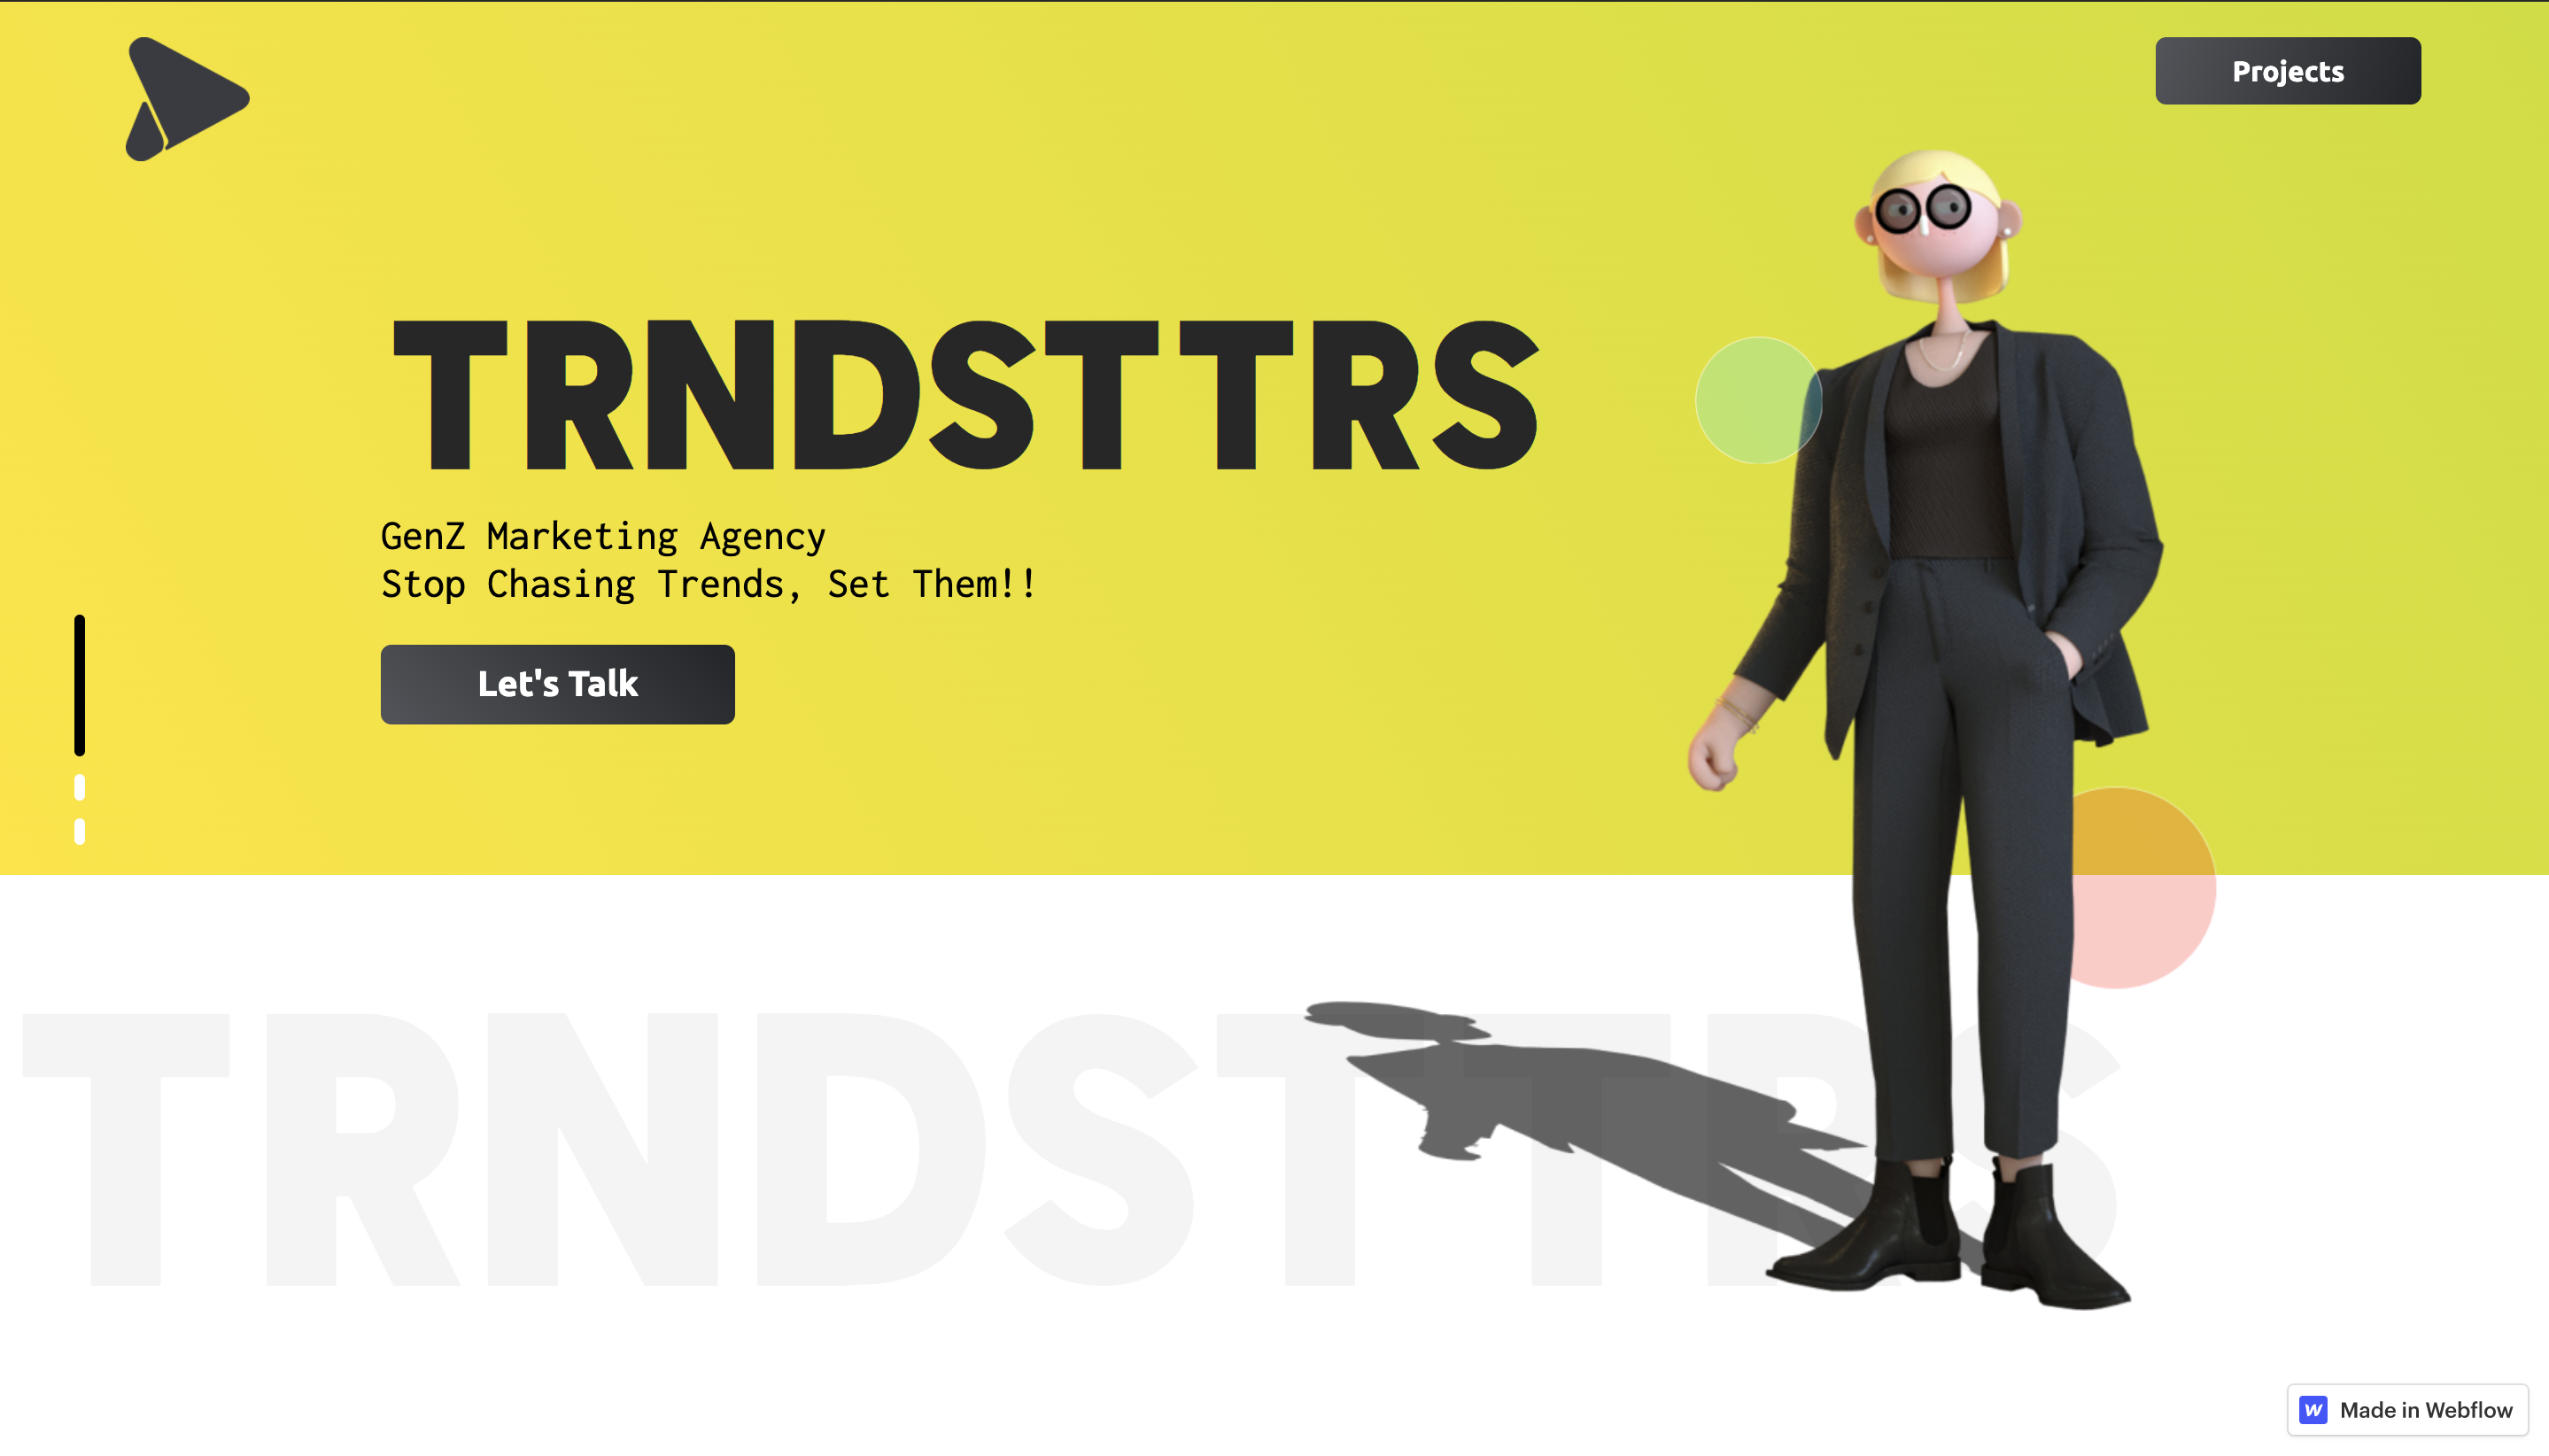 Projects
TRNDSTTRS
GenZ Marketing Agency
Stop Chasing Trends, Set Them!!
Let's Talk
TRNDSTTRS
Made in Webflow